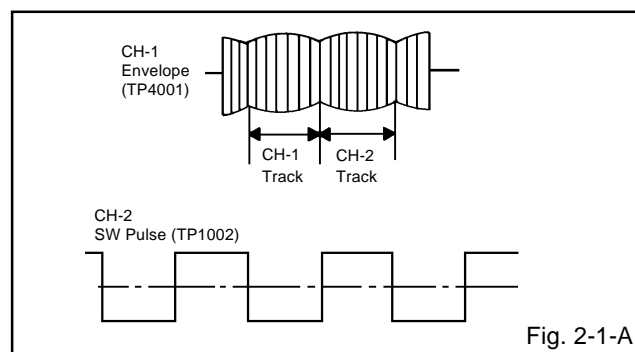 CH-1
Envelope
(TP4001)
CH-1
Track
CH-2
Track
CH-2
SW Pulse (TP1002)
Fig. 2-1-A